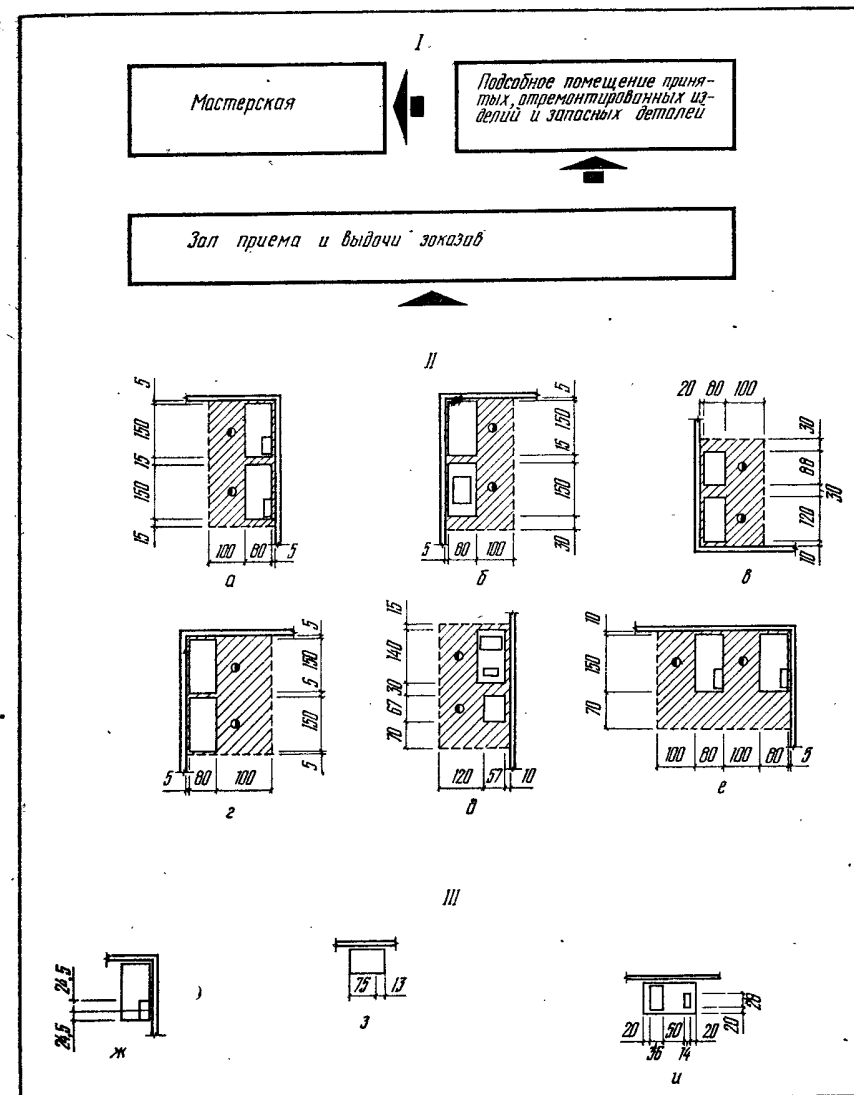 I
Мастерская
Подсобное помещение приня-
тых, отремонтированных из-
делий и запасных деталей
Зал приема и выдачи заказов
II
5 150 15 150 15
100 80 5
а
5 150 15 150 30
5 80 100
б
20 80 100
30 88 30 120 10
в
5 150 5 150 5
5 80 100
г
15 140 30 67 70
120 57 10
д
10 150 70
100 80 100 80 5
е
III
24,5 24,5
ж
75 13
з
20 36 50 14 20
28 20
и